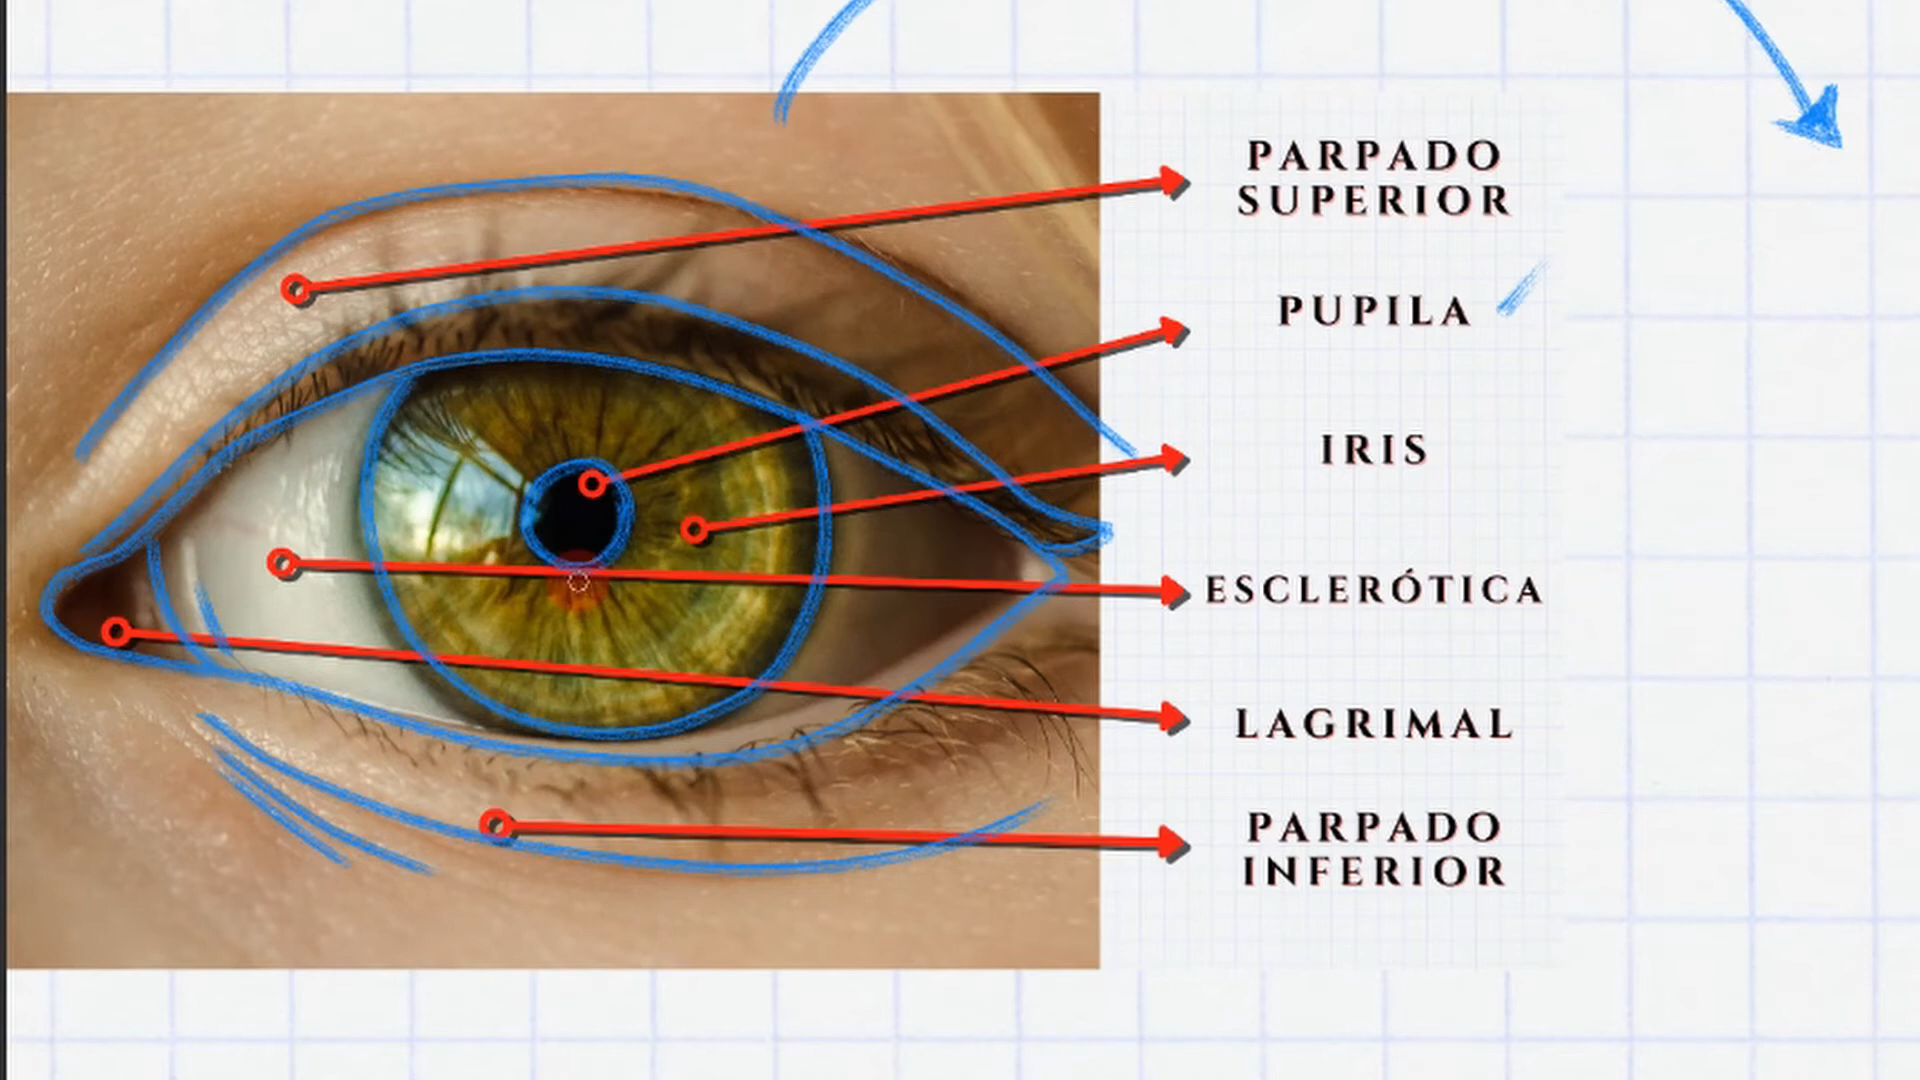 PARPADO
SUPERIOR
PUPILA
IRIS
ESCLERÓTICA
LAGRIMAL
PARPADO
INFERIOR